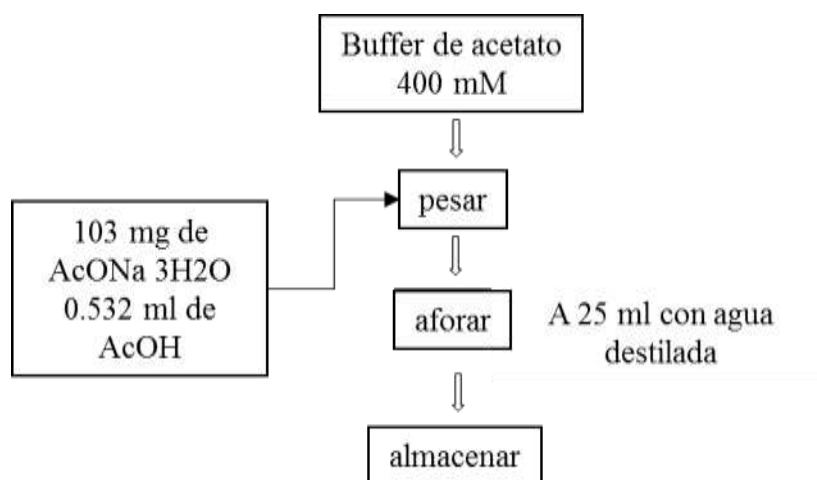 Buffer de acetato
400 mM
pesar
103 mg de
AcONa 3H2O
0.532 ml de
AcOH
aforar
A 25 ml con agua
destilada
almacenar